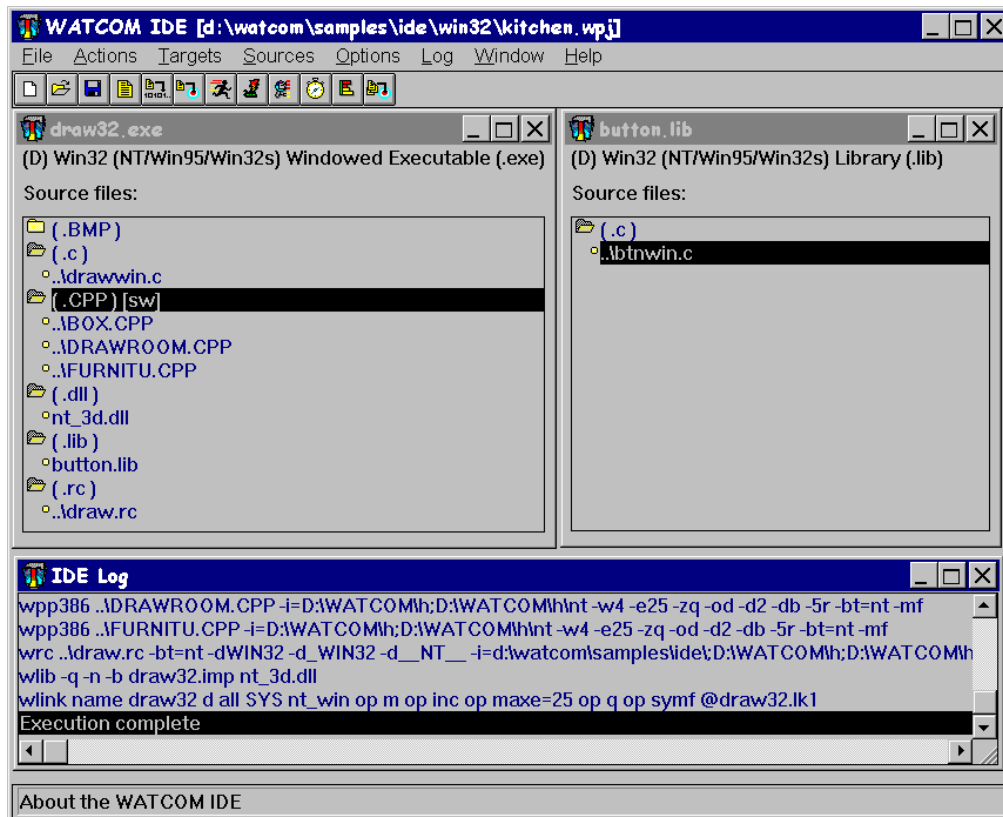 WATCOM IDE [d:\watcom\samples\ide\win32\kitchen.wpj]
File Actions Targets Sources Options Log Window Help
draw32.exe
(D) Win32 (NT/Win95/Win32s) Windowed Executable (.exe)
Source files:
(.BMP)
(.c)
..\drawwin.c
(.CPP) [sw]
..\BOX.CPP
..\DRAWROOM.CPP
..\FURNITU.CPP
(.dll)
nt_3d.dll
(.lib)
button.lib
(.rc)
..\draw.rc
button.lib
(D) Win32 (NT/Win95/Win32s) Library (.lib)
Source files:
(.c)
..\btnwin.c
IDE Log
wpp386 ..\DRAWROOM.CPP -i=D:\WATCOM\h;D:\WATCOM\h\nt -w4 -e25 -zq -od -d2 -db -5r -bt=nt -mf
wpp386 ..\FURNITU.CPP -i=D:\WATCOM\h;D:\WATCOM\h\nt -w4 -e25 -zq -od -d2 -db -5r -bt=nt -mf
wrc ..\draw.rc -bt=nt -dWIN32 -d_WIN32 -d__NT__ -i=d:\watcom\samples\ide\;D:\WATCOM\h;D:\WATCOM\h
wlib -q -n -b draw32.imp nt_3d.dll
wlink name draw32 d all SYS nt_win op m op inc op maxe=25 op q op symf @draw32.lk1
Execution complete
About the WATCOM IDE